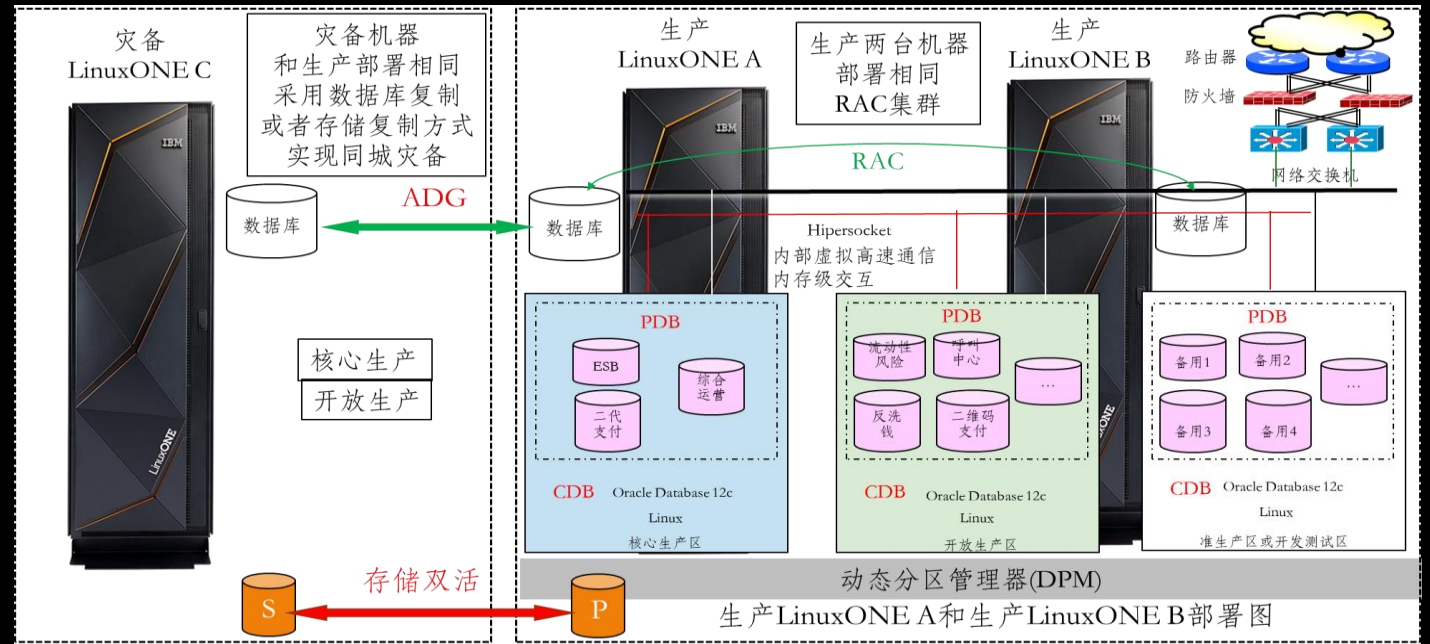 灾备
LinuxONE C
灾备机器
和生产部署相同
采用数据库复制
或者存储复制方式
实现同城灾备
IBM
数据库
ADG
核心生产
开放生产
LinuxONE
S
存储双活
P
生产
LinuxONE A
生产两台机器
部署相同
RAC集群
生产
LinuxONE B
路由器
防火墙
网络交换机
IBM
IBM
RAC
数据库
数据库
Hipersocket
内部虚拟高速通信
内存级交互
PDB
ESB
综合
运营
二代
支付
CDB Oracle Database 12c
Linux
核心生产区
PDB
流动性
风险
呼叫
中心
...
反洗
钱
二维码
支付
CDB Oracle Database 12c
Linux
开放生产区
PDB
备用1
备用2
...
备用3
备用4
CDB Oracle Database 12c
Linux
准生产区或开发测试区
动态分区管理器(DPM)
生产LinuxONE A和生产LinuxONE B部署图